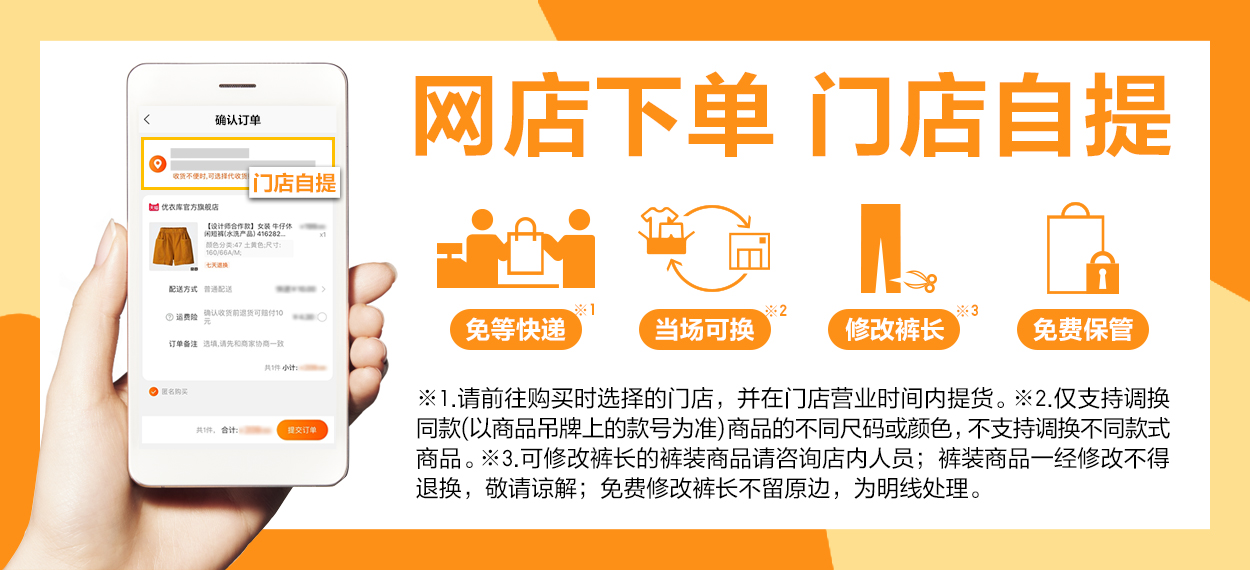 网店下单 门店自提
确认订单
收货不便时,可选择代收货
门店自提
优衣库官方旗舰店
【设计师合作款】女装 牛仔休
闲短裤(水洗产品) 416282...
x1
颜色分类:47 土黄色;尺寸:
160/66A/M;
七天退换
配送方式 普通配送
运费险 确认收货前退货可赔付10
元
订单备注 选填,请先和商家协商一致
共1件 小计:
匿名购买
共1件, 合计:
提交订单
免等快递 ※1
当场可换 ※2
修改裤长 ※3
免费保管
※1.请前往购买时选择的门店，并在门店营业时间内提货。※2.仅支持调换
同款(以商品吊牌上的款号为准)商品的不同尺码或颜色，不支持调换不同款式
商品。※3.可修改裤长的裤装商品请咨询店内人员；裤装商品一经修改不得
退换，敬请谅解；免费修改裤长不留原边，为明线处理。